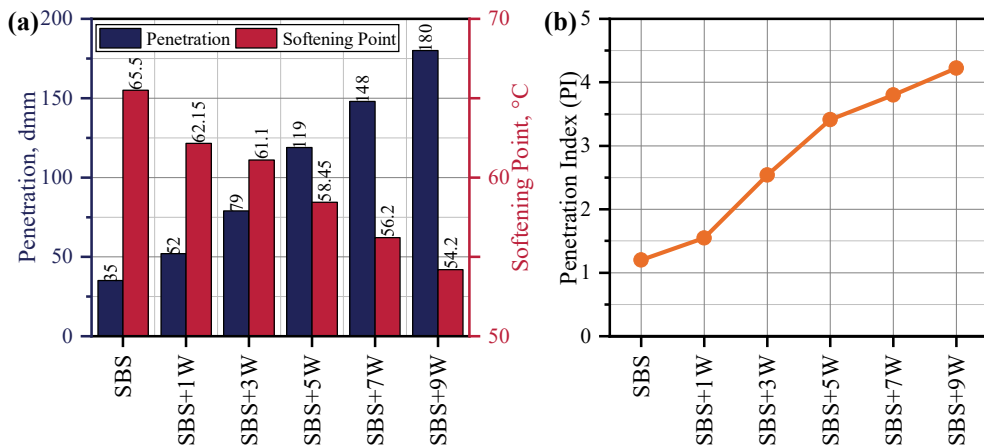 (a)
Penetration
Softening Point
Penetration, dmm
200
150
100
50
0
35
65.5
52
62.15
79
61.1
119
58.45
148
56.2
180
54.2
70
60
50
Softening Point, °C
SBS
SBS+1W
SBS+3W
SBS+5W
SBS+7W
SBS+9W
(b)
Penetration Index (PI)
5
4
3
2
1
0
SBS
SBS+1W
SBS+3W
SBS+5W
SBS+7W
SBS+9W